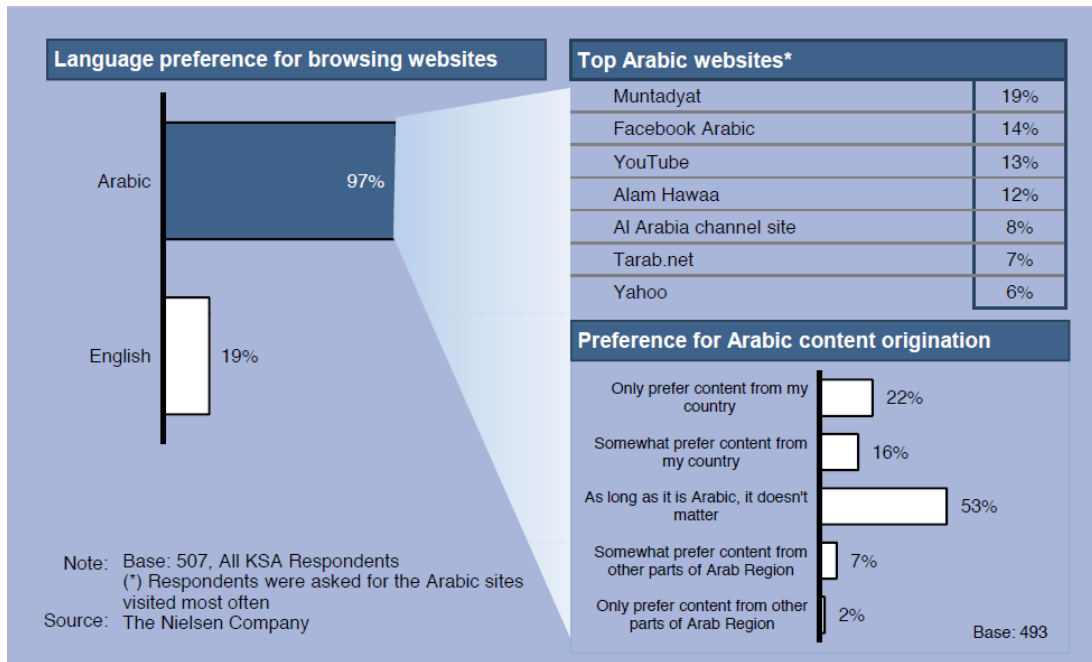 Language preference for browsing websites
Arabic
97%
English
19%
Note: Base: 507, All KSA Respondents
(*) Respondents were asked for the Arabic sites
visited most often
Source: The Nielsen Company
Top Arabic websites*
Muntadyat 19%
Facebook Arabic 14%
YouTube 13%
Alam Hawaa 12%
Al Arabia channel site 8%
Tarab.net 7%
Yahoo 6%
Preference for Arabic content origination
Only prefer content from my
country
22%
Somewhat prefer content from
my country
16%
As long as it is Arabic, it doesn't
matter
53%
Somewhat prefer content from
other parts of Arab Region
7%
Only prefer content from other
parts of Arab Region
2%
Base: 493